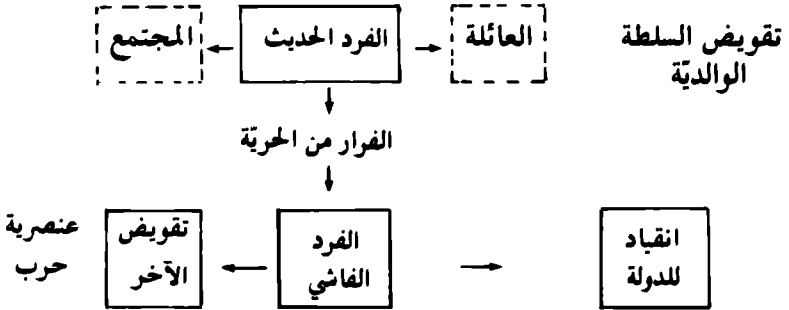 تقويض السلطة
الوالديّة
العائلة
الفرد الحديث
المجتمع
الفرار من الحريّة
انقياد
للدولة
الفرد
الفاشي
تقويض
الآخر
عنصرية
حرب